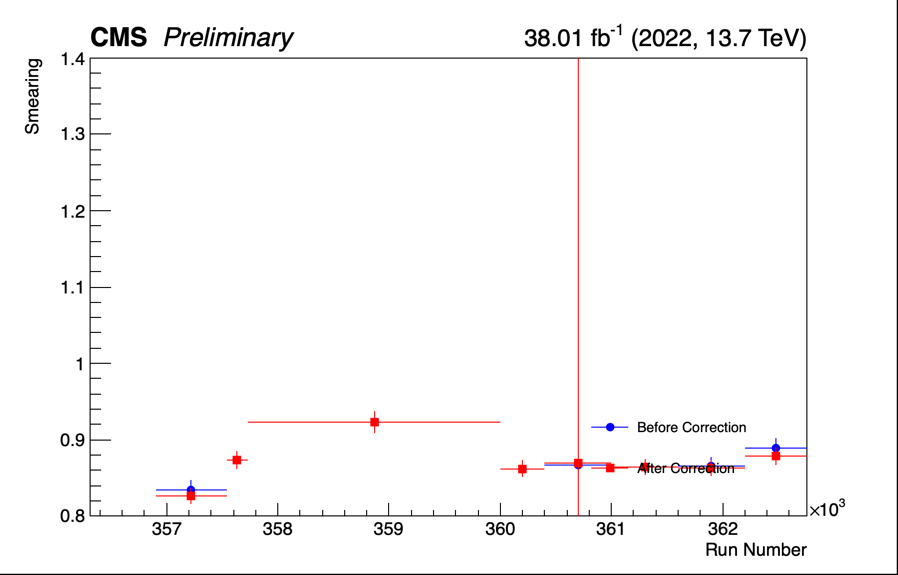 CMS Preliminary 38.01 fb⁻¹ (2022, 13.7 TeV)
Smearing
1.4
1.3
1.2
1.1
1
0.9
0.8
Before Correction
After Correction
357 358 359 360 361 362 ×10³
Run Number